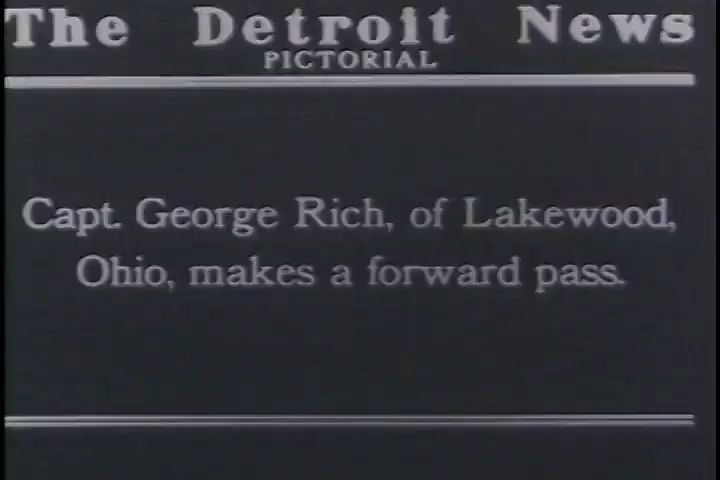 The Detroit News
PICTORIAL
Capt. George Rich, of Lakewood,
Ohio, makes a forward pass.